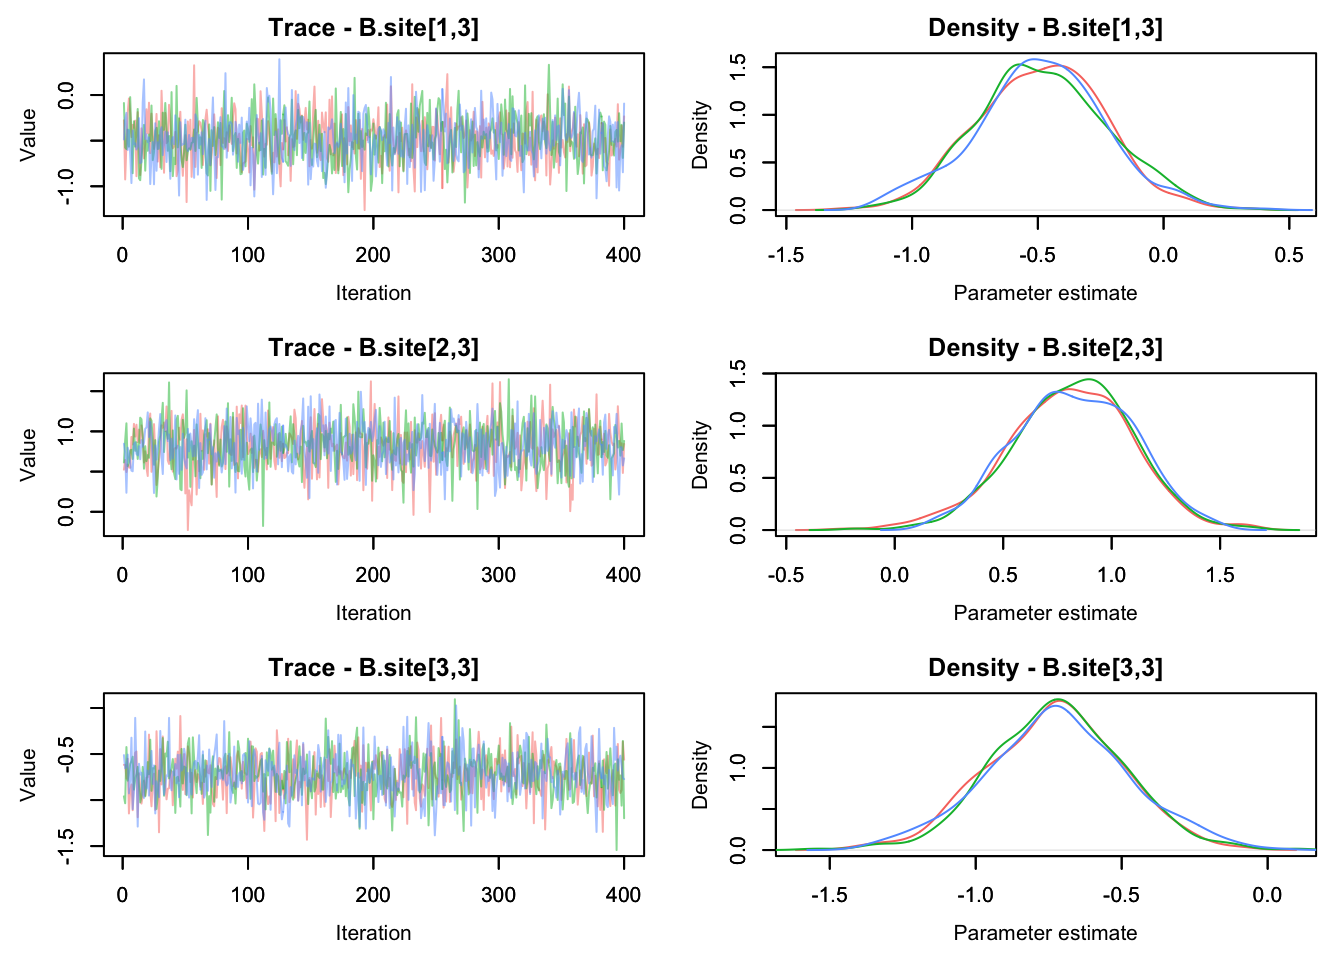 Trace - B.site[1,3]
Value
0.0
-1.0
0 100 200 300 400
Iteration
Density - B.site[1,3]
Density
1.5
1.0
0.5
0.0
-1.5 -1.0 -0.5 0.0 0.5
Parameter estimate
Trace - B.site[2,3]
Value
1.0
0.0
0 100 200 300 400
Iteration
Density - B.site[2,3]
Density
1.5
1.0
0.5
0.0
-0.5 0.0 0.5 1.0 1.5
Parameter estimate
Trace - B.site[3,3]
Value
-0.5
-1.5
0 100 200 300 400
Iteration
Density - B.site[3,3]
Density
1.0
0.0
-1.5 -1.0 -0.5 0.0
Parameter estimate